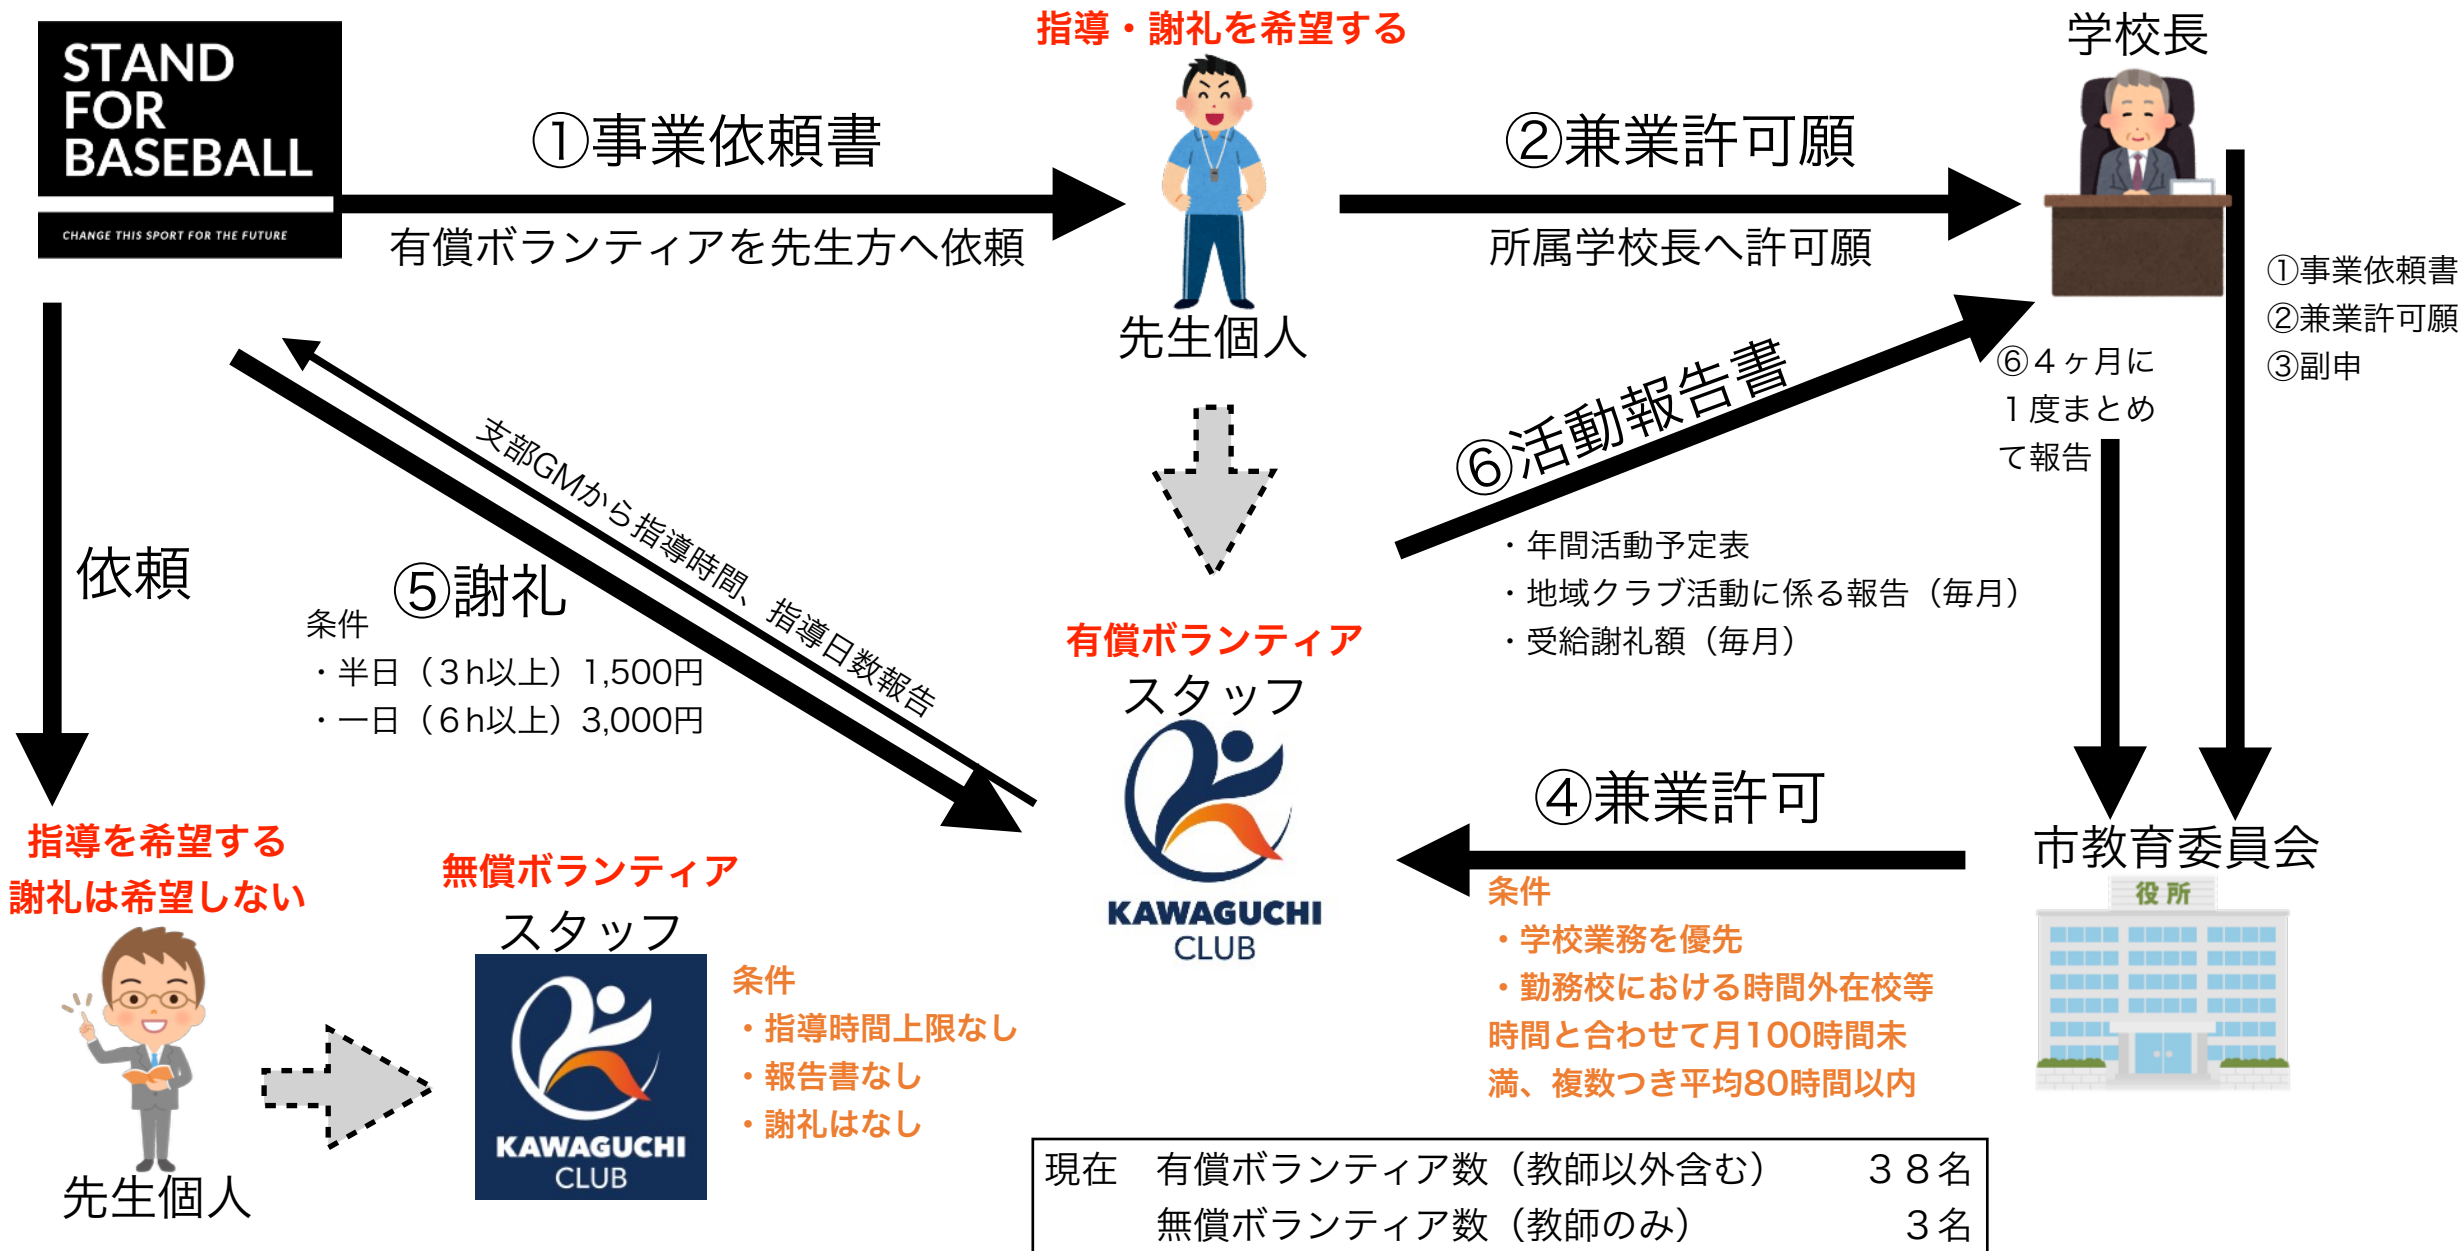 STAND
FOR
BASEBALL
CHANGE THIS SPORT FOR THE FUTURE
①事業依頼書
有償ボランティアを先生方へ依頼
指導・謝礼を希望する
先生個人
②兼業許可願
所属学校長へ許可願
学校長
①事業依頼書
②兼業許可願
③副申
⑥４ヶ月に
１度まとめ
て報告
⑥活動報告書
・年間活動予定表
・地域クラブ活動に係る報告（毎月）
・受給謝礼額（毎月）
支部GMから指導時間、指導日数報告
依頼
⑤謝礼
条件
・半日（３h以上）1,500円
・一日（６h以上）3,000円
有償ボランティア
スタッフ
KAWAGUCHI
CLUB
④兼業許可
条件
・学校業務を優先
・勤務校における時間外在校等
時間と合わせて月100時間未
満、複数つき平均80時間以内
市教育委員会
役所
指導を希望する
謝礼は希望しない
先生個人
無償ボランティア
スタッフ
KAWAGUCHI
CLUB
条件
・指導時間上限なし
・報告書なし
・謝礼はなし
現在　有償ボランティア数（教師以外含む）　３８名
無償ボランティア数（教師のみ）　３名